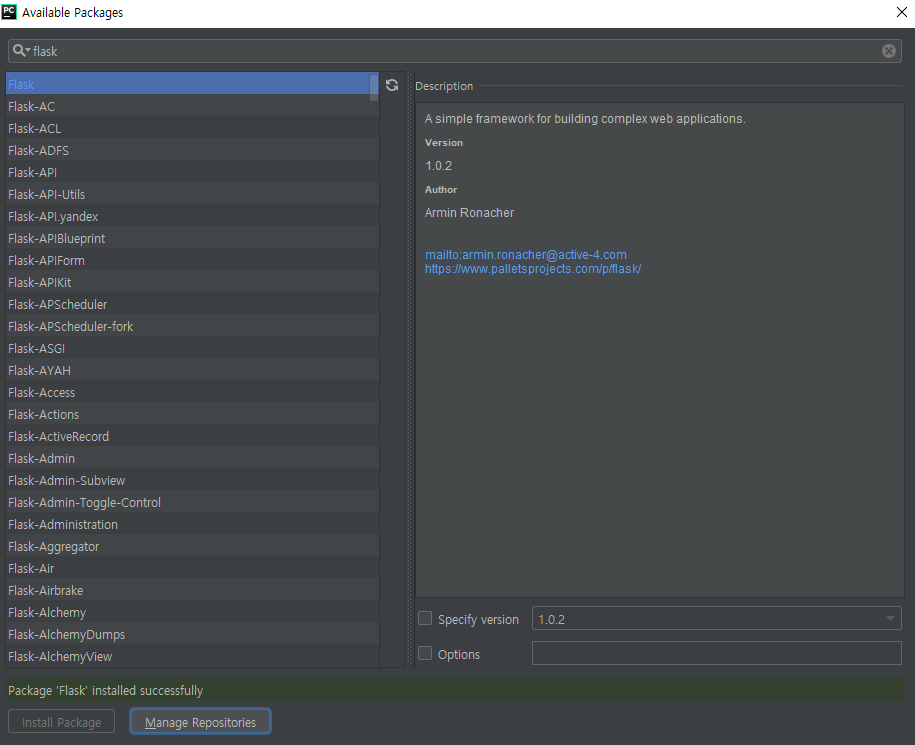 PC
Available Packages
flask
Flask
Flask-AC
Flask-ACL
Flask-ADFS
Flask-API
Flask-API-Utils
Flask-API.yandex
Flask-APIBlueprint
Flask-APIForm
Flask-APIKit
Flask-APScheduler
Flask-APScheduler-fork
Flask-ASGI
Flask-AYAH
Flask-Access
Flask-Actions
Flask-ActiveRecord
Flask-Admin
Flask-Admin-Subview
Flask-Admin-Toggle-Control
Flask-Administration
Flask-Aggregator
Flask-Air
Flask-Airbrake
Flask-Alchemy
Flask-AlchemyDumps
Flask-AlchemyView
Description
A simple framework for building complex web applications.
Version
1.0.2
Author
Armin Ronacher
mailto:armin.ronacher@active-4.com
https://www.palletsprojects.com/p/flask/
Specify version
1.0.2
Options
Package 'Flask' installed successfully
Install Package
Manage Repositories